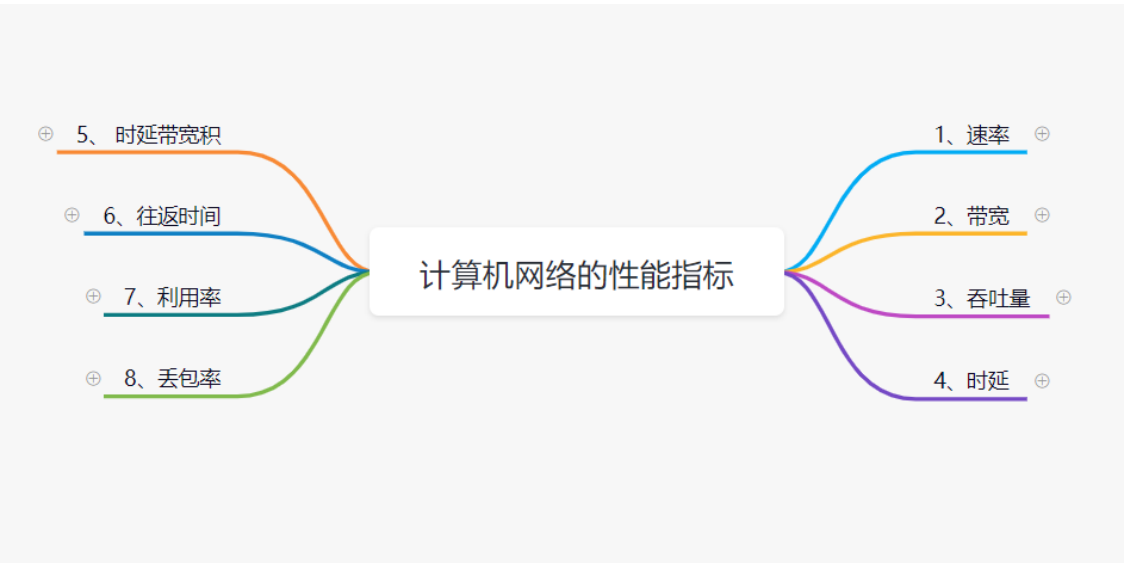 计算机网络的性能指标
1、速率
2、带宽
3、吞吐量
4、时延
5、 时延带宽积
6、往返时间
7、利用率
8、丢包率